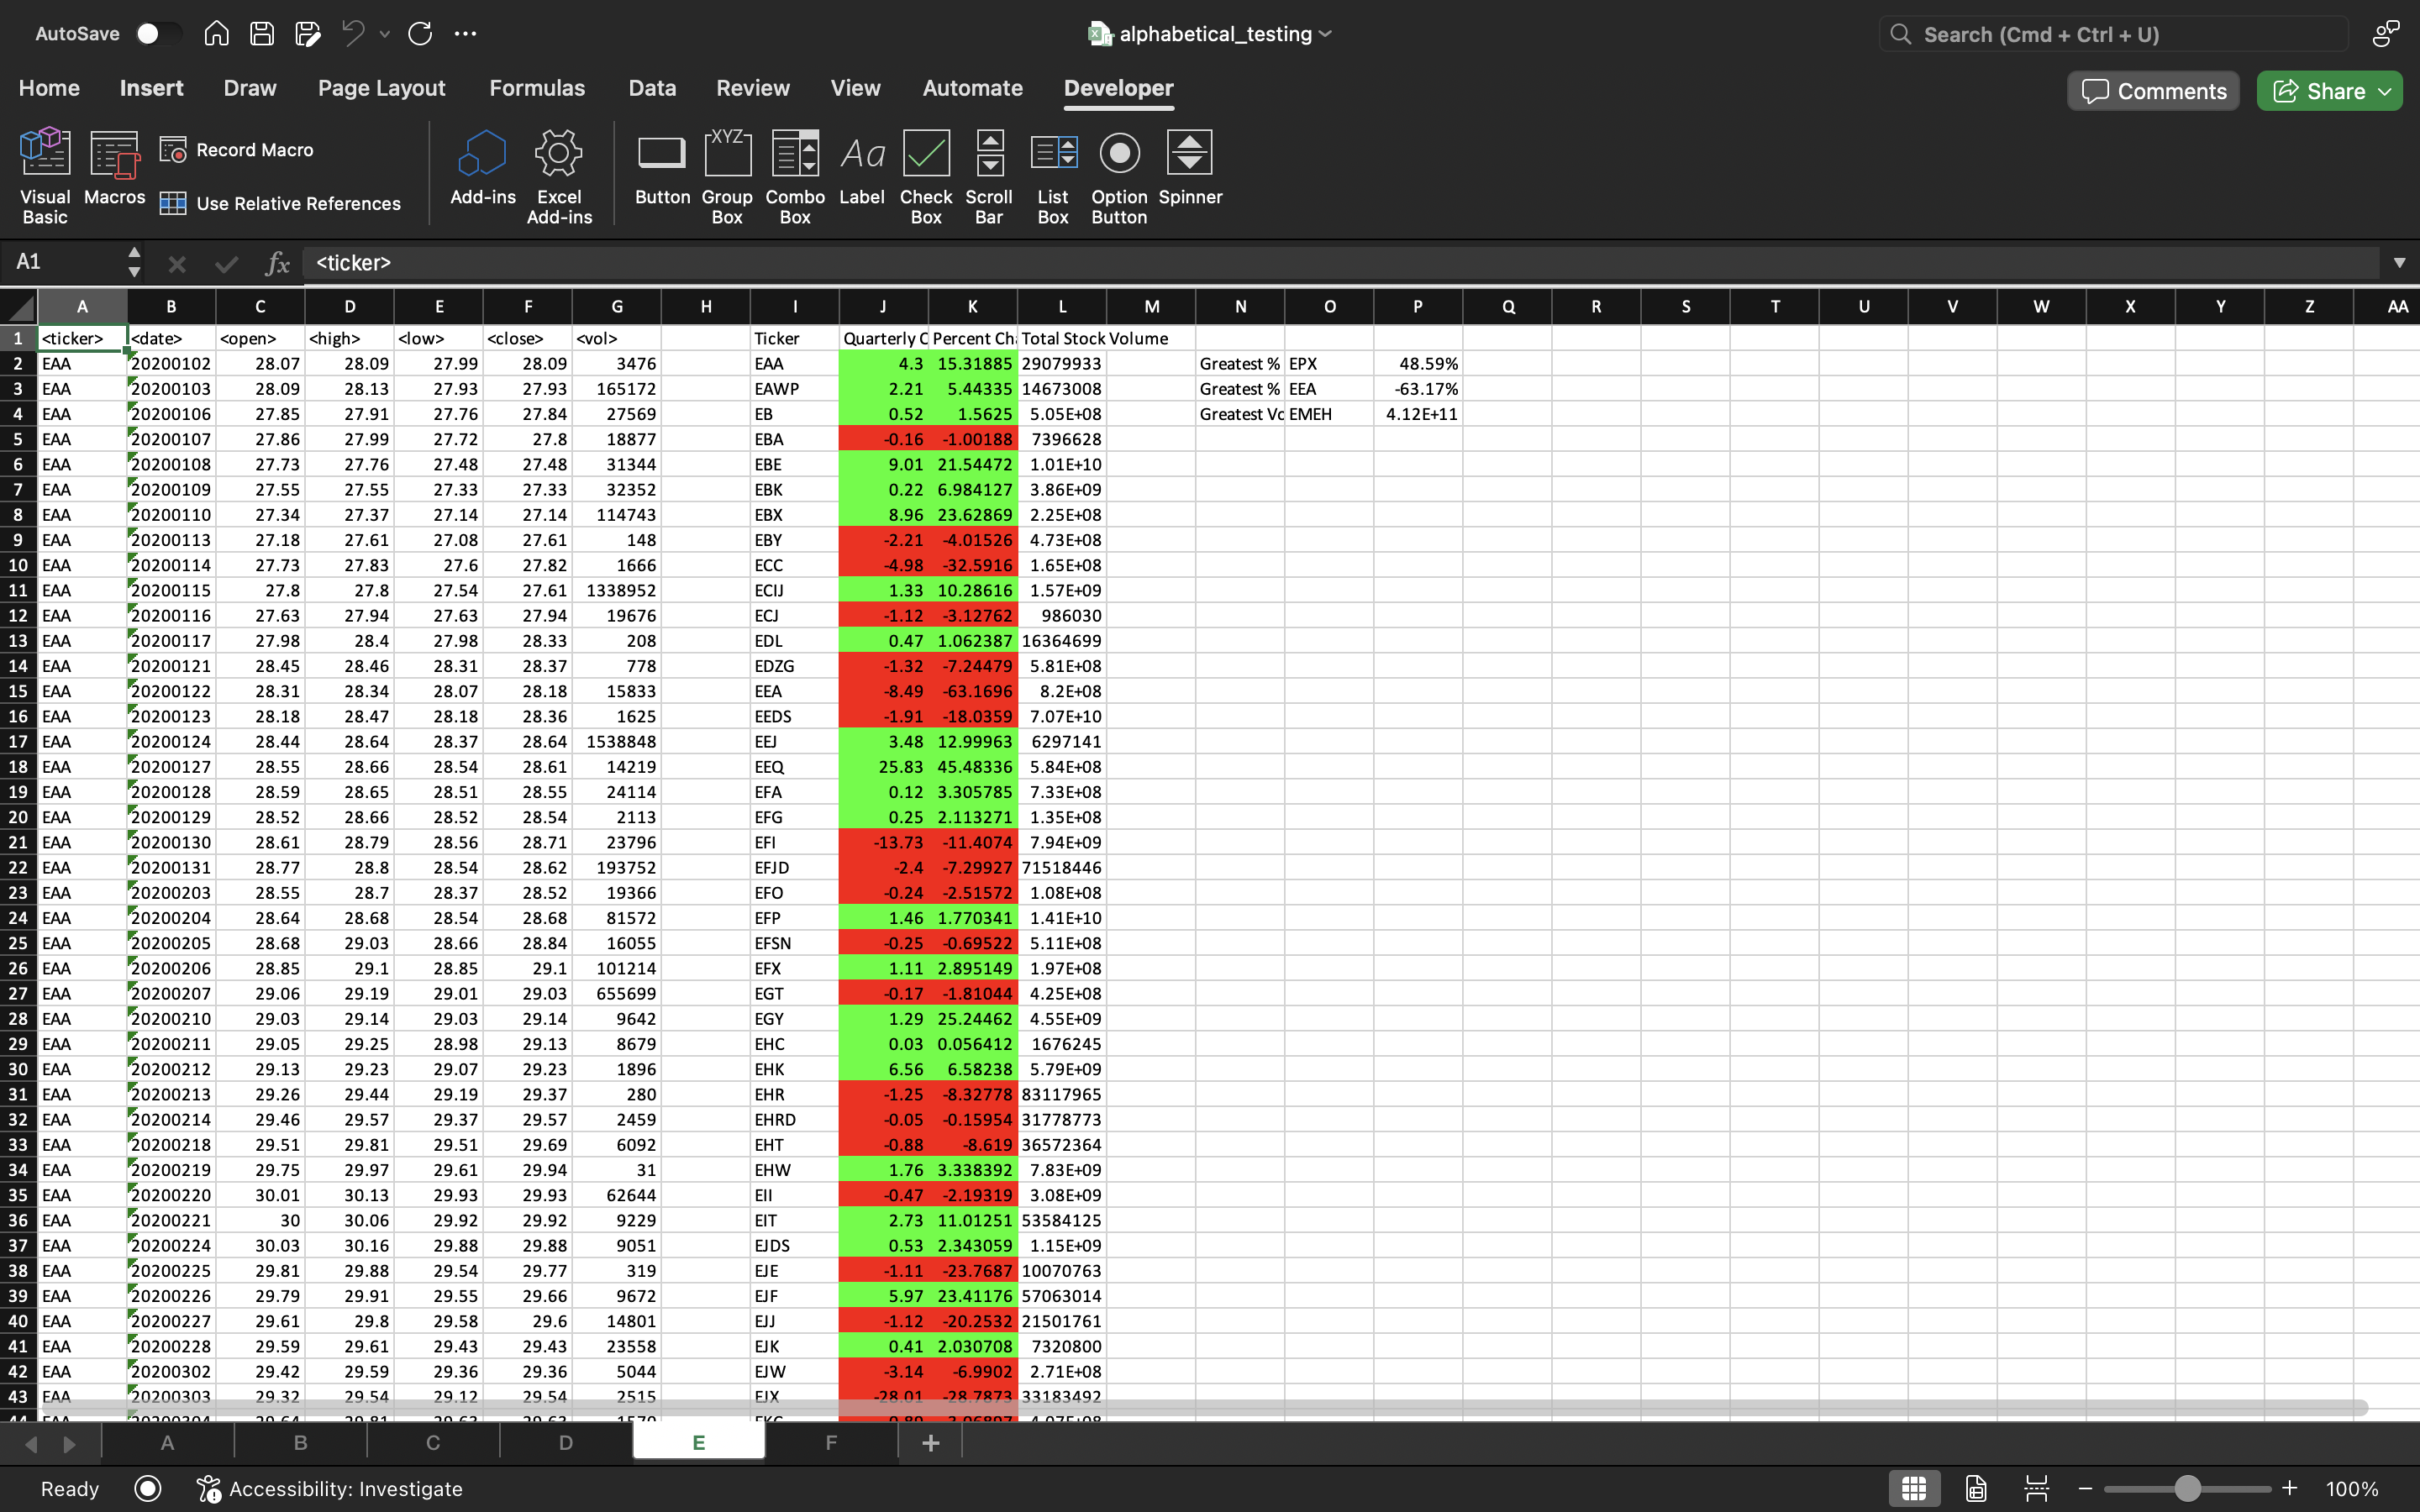 AutoSave alphabetical_testing Search (Cmd + Ctrl + U)
Home Insert Draw Page Layout Formulas Data Review View Automate Developer Comments Share
Record Macro
XYZ Aa
Visual Basic Macros Use Relative References Add-ins Excel Add-ins Button Group Box Combo Box Label Check Box Scroll Bar List Box Option Button Spinner
A1 fx <ticker>
A B C D E F G H I J K L M N O P Q R S T U V W X Y Z AA
1 <ticker> <date> <open> <high> <low> <close> <vol> Ticker Quarterly C Percent Ch Total Stock Volume
2 EAA 20200102 28.07 28.09 27.99 28.09 3476 EAA 4.3 15.31885 29079933 Greatest % EPX 48.59%
3 EAA 20200103 28.09 28.13 27.93 27.93 165172 EAWP 2.21 5.44335 14673008 Greatest % EEA -63.17%
4 EAA 20200106 27.85 27.91 27.76 27.84 27569 EB 0.52 1.5625 5.05E+08 Greatest Vo EMEH 4.12E+11
5 EAA 20200107 27.86 27.99 27.72 27.8 18877 EBA -0.16 -1.00188 7396628
6 EAA 20200108 27.73 27.76 27.48 27.48 31344 EBE 9.01 21.54472 1.01E+10
7 EAA 20200109 27.55 27.55 27.33 27.33 32352 EBK 0.22 6.984127 3.86E+09
8 EAA 20200110 27.34 27.37 27.14 27.14 114743 EBX 8.96 23.62869 2.25E+08
9 EAA 20200113 27.18 27.61 27.08 27.61 148 EBY -2.21 -4.01526 4.73E+08
10 EAA 20200114 27.73 27.83 27.6 27.82 1666 ECC -4.98 -32.5916 1.65E+08
11 EAA 20200115 27.8 27.8 27.54 27.61 1338952 ECIJ 1.33 10.28616 1.57E+09
12 EAA 20200116 27.63 27.94 27.63 27.94 19676 ECJ -1.12 -3.12762 986030
13 EAA 20200117 27.98 28.4 27.98 28.33 208 EDL 0.47 1.062387 16364699
14 EAA 20200121 28.45 28.46 28.31 28.37 778 EDZG -1.32 -7.24479 5.81E+08
15 EAA 20200122 28.31 28.34 28.07 28.18 15833 EEA -8.49 -63.1696 8.2E+08
16 EAA 20200123 28.18 28.47 28.18 28.36 1625 EEDS -1.91 -18.0359 7.07E+10
17 EAA 20200124 28.44 28.64 28.37 28.64 1538848 EEJ 3.48 12.99963 6297141
18 EAA 20200127 28.55 28.66 28.54 28.61 14219 EEQ 25.83 45.48336 5.84E+08
19 EAA 20200128 28.59 28.65 28.51 28.55 24114 EFA 0.12 3.305785 7.33E+08
20 EAA 20200129 28.52 28.66 28.52 28.54 2113 EFG 0.25 2.113271 1.35E+08
21 EAA 20200130 28.61 28.79 28.56 28.71 23796 EFI -13.73 -11.4074 7.94E+09
22 EAA 20200131 28.77 28.8 28.54 28.62 193752 EFJD -2.4 -7.29927 71518446
23 EAA 20200203 28.55 28.7 28.37 28.52 19366 EFO -0.24 -2.51572 1.08E+08
24 EAA 20200204 28.64 28.68 28.54 28.68 81572 EFP 1.46 1.770341 1.41E+10
25 EAA 20200205 28.68 29.03 28.66 28.84 16055 EFSN -0.25 -0.69522 5.11E+08
26 EAA 20200206 28.85 29.1 28.85 29.1 101214 EFX 1.11 2.895149 1.97E+08
27 EAA 20200207 29.06 29.19 29.01 29.03 655699 EGT -0.17 -1.81044 4.25E+08
28 EAA 20200210 29.03 29.14 29.03 29.14 9642 EGY 1.29 25.24462 4.55E+09
29 EAA 20200211 29.05 29.25 28.98 29.13 8679 EHC 0.03 0.056412 1676245
30 EAA 20200212 29.13 29.23 29.07 29.23 1896 EHK 6.56 6.58238 5.79E+09
31 EAA 20200213 29.26 29.44 29.19 29.37 280 EHR -1.25 -8.32778 83117965
32 EAA 20200214 29.46 29.57 29.37 29.57 2459 EHRD -0.05 -0.15954 31778773
33 EAA 20200218 29.51 29.81 29.51 29.69 6092 EHT -0.88 -8.619 36572364
34 EAA 20200219 29.75 29.97 29.61 29.94 31 EHW 1.76 3.338392 7.83E+09
35 EAA 20200220 30.01 30.13 29.93 29.93 62644 EII -0.47 -2.19319 3.08E+09
36 EAA 20200221 30 30.06 29.92 29.92 9229 EIT 2.73 11.01251 53584125
37 EAA 20200224 30.03 30.16 29.88 29.88 9051 EJDS 0.53 2.343059 1.15E+09
38 EAA 20200225 29.81 29.88 29.54 29.77 319 EJE -1.11 -23.7687 10070763
39 EAA 20200226 29.79 29.91 29.55 29.66 9672 EJF 5.97 23.41176 57063014
40 EAA 20200227 29.61 29.8 29.58 29.6 14801 EJJ -1.12 -20.2532 21501761
41 EAA 20200228 29.59 29.61 29.43 29.43 23558 EJK 0.41 2.030708 7320800
42 EAA 20200302 29.42 29.59 29.36 29.36 5044 EJW -3.14 -6.9902 2.71E+08
43 EAA 20200303 29.32 29.54 29.12 29.54 2515 EJX -28.01 -28.7873 33183492
A B C D E F
Ready Accessibility: Investigate 100%